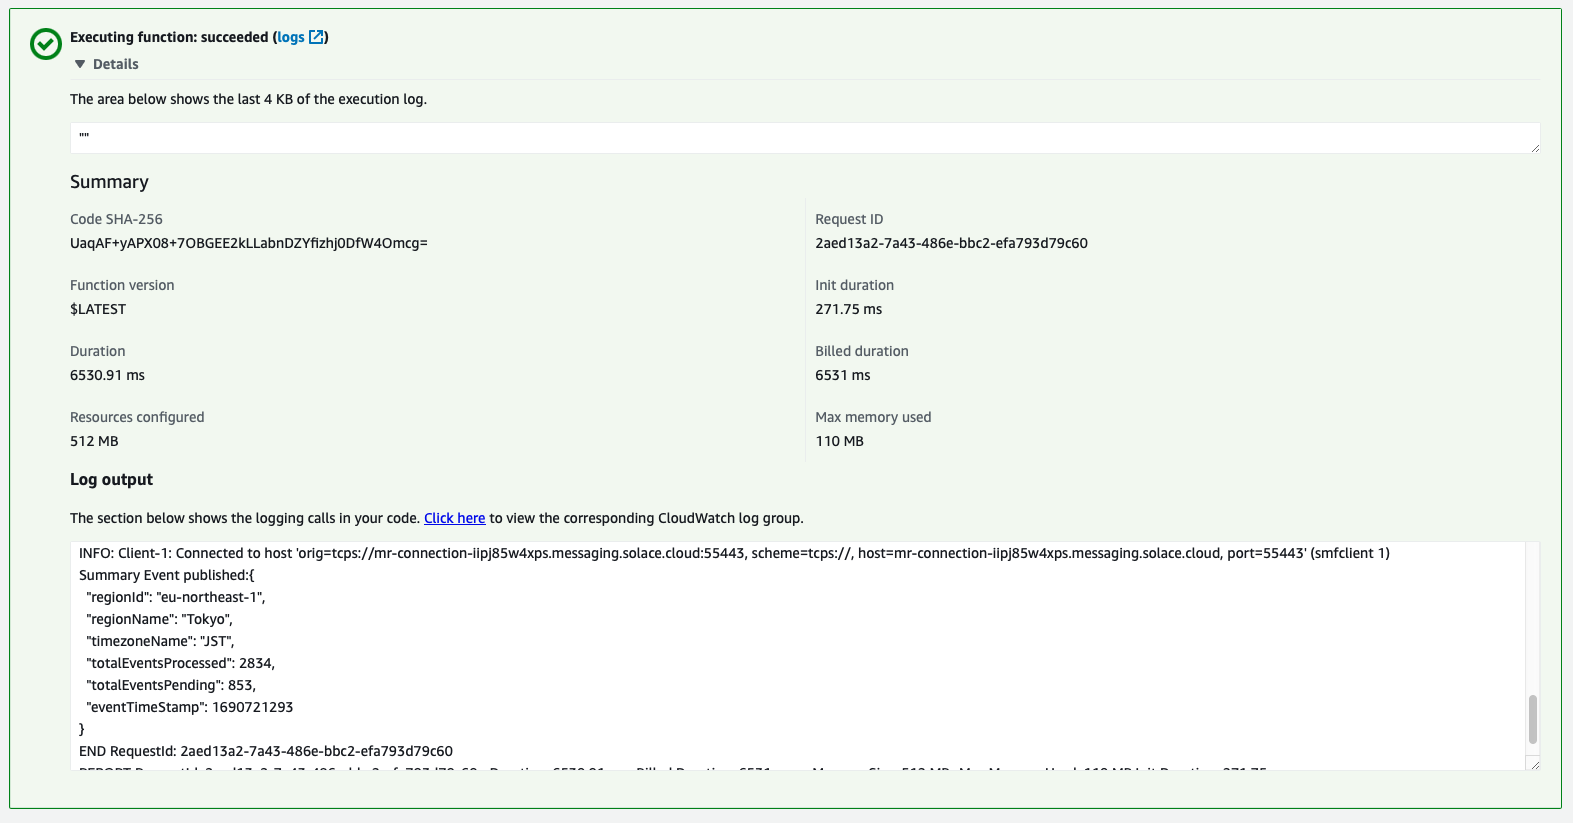 Executing function: succeeded (logs)
Details
The area below shows the last 4 KB of the execution log.
""
Summary
Code SHA-256
UaqAF+yAPX08+7OBGEE2kLLabnDZYfizhj0DfW4Omcg=
Request ID
2aed13a2-7a43-486e-bbc2-efa793d79c60
Function version
$LATEST
Init duration
271.75 ms
Duration
6530.91 ms
Billed duration
6531 ms
Resources configured
512 MB
Max memory used
110 MB
Log output
The section below shows the logging calls in your code. Click here to view the corresponding CloudWatch log group.
INFO: Client-1: Connected to host 'orig=tcps://mr-connection-iipj85w4xps.messaging.solace.cloud:55443, scheme=tcps://, host=mr-connection-iipj85w4xps.messaging.solace.cloud, port=55443' (smfclient 1)
Summary Event published:{
"regionId": "eu-northeast-1",
"regionName": "Tokyo",
"timezoneName": "JST",
"totalEventsProcessed": 2834,
"totalEventsPending": 853,
"eventTimeStamp": 1690721293
}
END RequestId: 2aed13a2-7a43-486e-bbc2-efa793d79c60